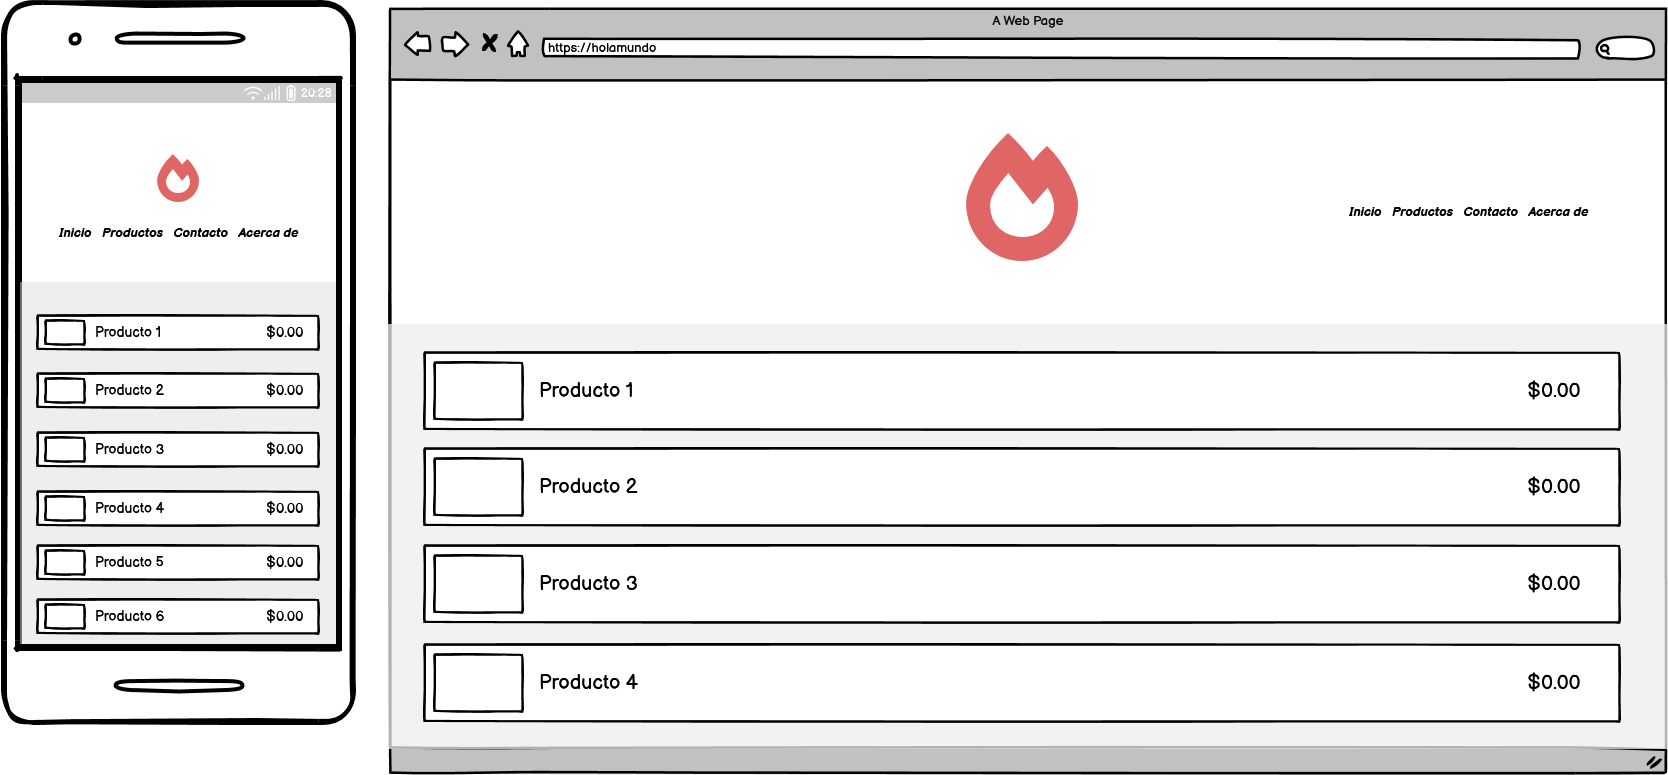 20:28
Inicio Productos Contacto Acerca de
Producto 1 $0.00
Producto 2 $0.00
Producto 3 $0.00
Producto 4 $0.00
Producto 5 $0.00
Producto 6 $0.00
A Web Page
https://holamundo
Inicio Productos Contacto Acerca de
Producto 1 $0.00
Producto 2 $0.00
Producto 3 $0.00
Producto 4 $0.00